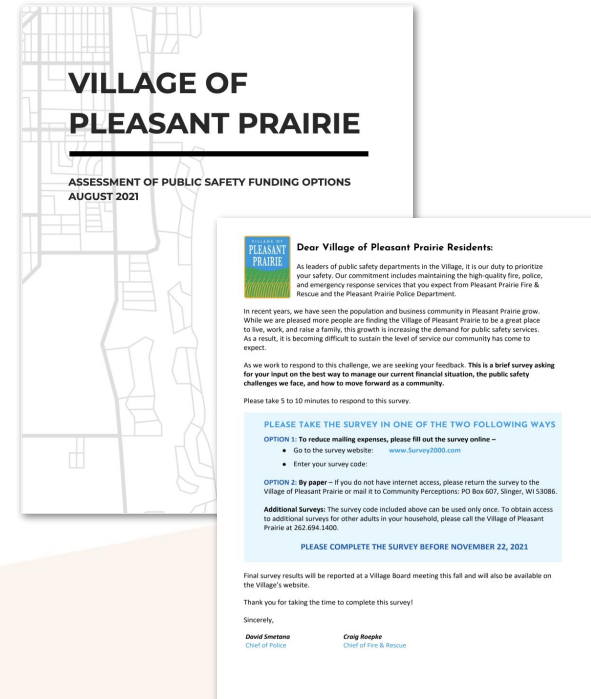 VILLAGE OF
PLEASANT PRAIRIE
ASSESSMENT OF PUBLIC SAFETY FUNDING OPTIONS
AUGUST 2021
VILLAGE OF
PLEASANT
PRAIRIE
Dear Village of Pleasant Prairie Residents:
As leaders of public safety departments in the Village, it is our duty to prioritize
your safety. Our commitment includes maintaining the high-quality fire, police,
and emergency response services that you expect from Pleasant Prairie Fire &
Rescue and the Pleasant Prairie Police Department.
In recent years, we have seen the population and business community in Pleasant Prairie grow.
While we are pleased more people are finding the Village of Pleasant Prairie to be a great place
to live, work, and raise a family, this growth is increasing the demand for public safety services.
As a result, it is becoming difficult to sustain the level of service our community has come to
expect.
As we work to respond to this challenge, we are seeking your feedback. This is a brief survey asking
for your input on the best way to manage our current financial situation, the public safety
challenges we face, and how to move forward as a community.
Please take 5 to 10 minutes to respond to this survey.
PLEASE TAKE THE SURVEY IN ONE OF THE TWO FOLLOWING WAYS
OPTION 1: To reduce mailing expenses, please fill out the survey online –
● Go to the survey website: www.Survey2000.com
● Enter your survey code:
OPTION 2: By paper – If you do not have internet access, please return the survey to the
Village of Pleasant Prairie or mail it to Community Perceptions: PO Box 607, Slinger, WI 53086.
Additional Surveys: The survey code included above can be used only once. To obtain access
to additional surveys for other adults in your household, please call the Village of Pleasant
Prairie at 262.694.1400.
PLEASE COMPLETE THE SURVEY BEFORE NOVEMBER 22, 2021
Final survey results will be reported at a Village Board meeting this fall and will also be available on
the Village's website.
Thank you for taking the time to complete this survey!
Sincerely,
David Smetana Craig Roepke
Chief of Police Chief of Fire & Rescue